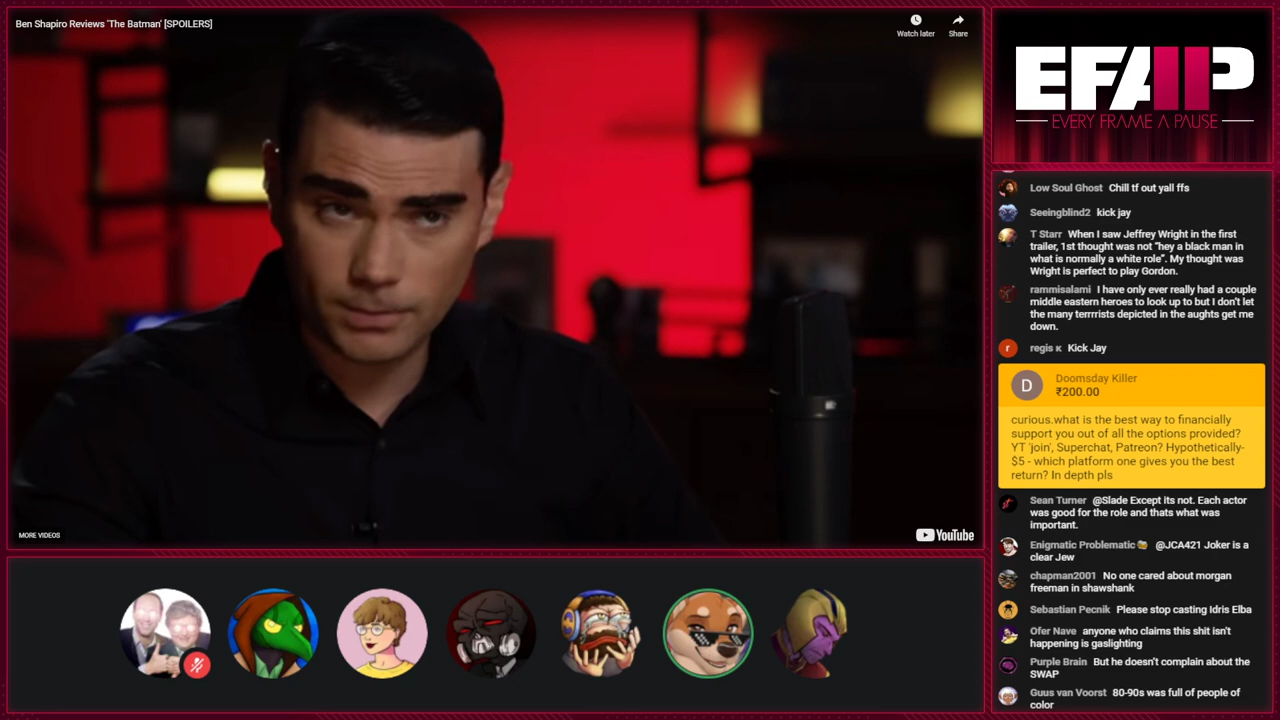 Ben Shapiro Reviews 'The Batman' [SPOILERS]
Watch later
Share
MORE VIDEOS
YouTube
EFAP
EVERY FRAME A PAUSE
Low Soul Ghost Chill tf out yall ffs
Seeingblind2 kick jay
T Starr When I saw Jeffrey Wright in the first
trailer, 1st thought was not "hey a black man in
what is normally a white role". My thought was
Wright is perfect to play Gordon.
rammisalami I have only ever really had a couple
middle eastern heroes to look up to but I don't let
the many terrrrists depicted in the aughts get me
down.
r
regis ĸ Kick Jay
D
Doomsday Killer
₹200.00
curious.what is the best way to financially
support you out of all the options provided?
YT 'join', Superchat, Patreon? Hypothetically-
$5 - which platform one gives you the best
return? In depth pls
Sean Turner @Slade Except its not. Each actor
was good for the role and thats what was
important.
Enigmatic Problematic @JCA421 Joker is a
clear Jew
chapman2001 No one cared about morgan
freeman in shawshank
Sebastian Pecnik Please stop casting Idris Elba
Ofer Nave anyone who claims this shit isn't
happening is gaslighting
Purple Brain But he doesn't complain about the
SWAP
Guus van Voorst 80-90s was full of people of
color